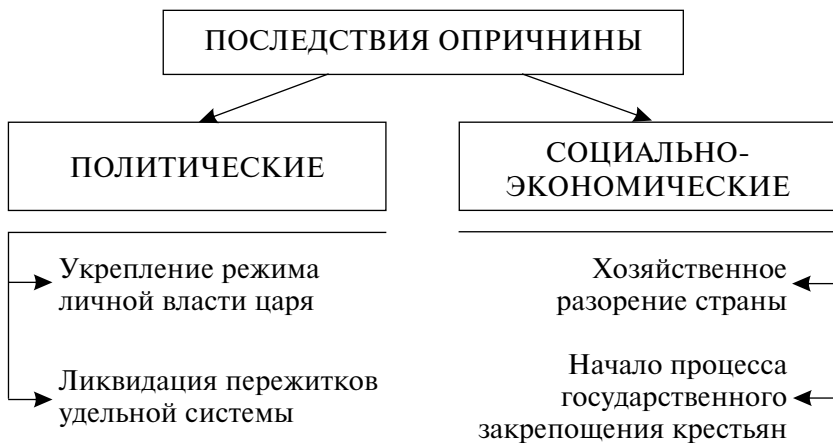 ПОСЛЕДСТВИЯ ОПРИЧНИНЫ
ПОЛИТИЧЕСКИЕ
СОЦИАЛЬНО-
ЭКОНОМИЧЕСКИЕ
Укрепление режима
личной власти царя
Ликвидация пережитков
удельной системы
Хозяйственное
разорение страны
Начало процесса
государственного
закрепощения крестьян